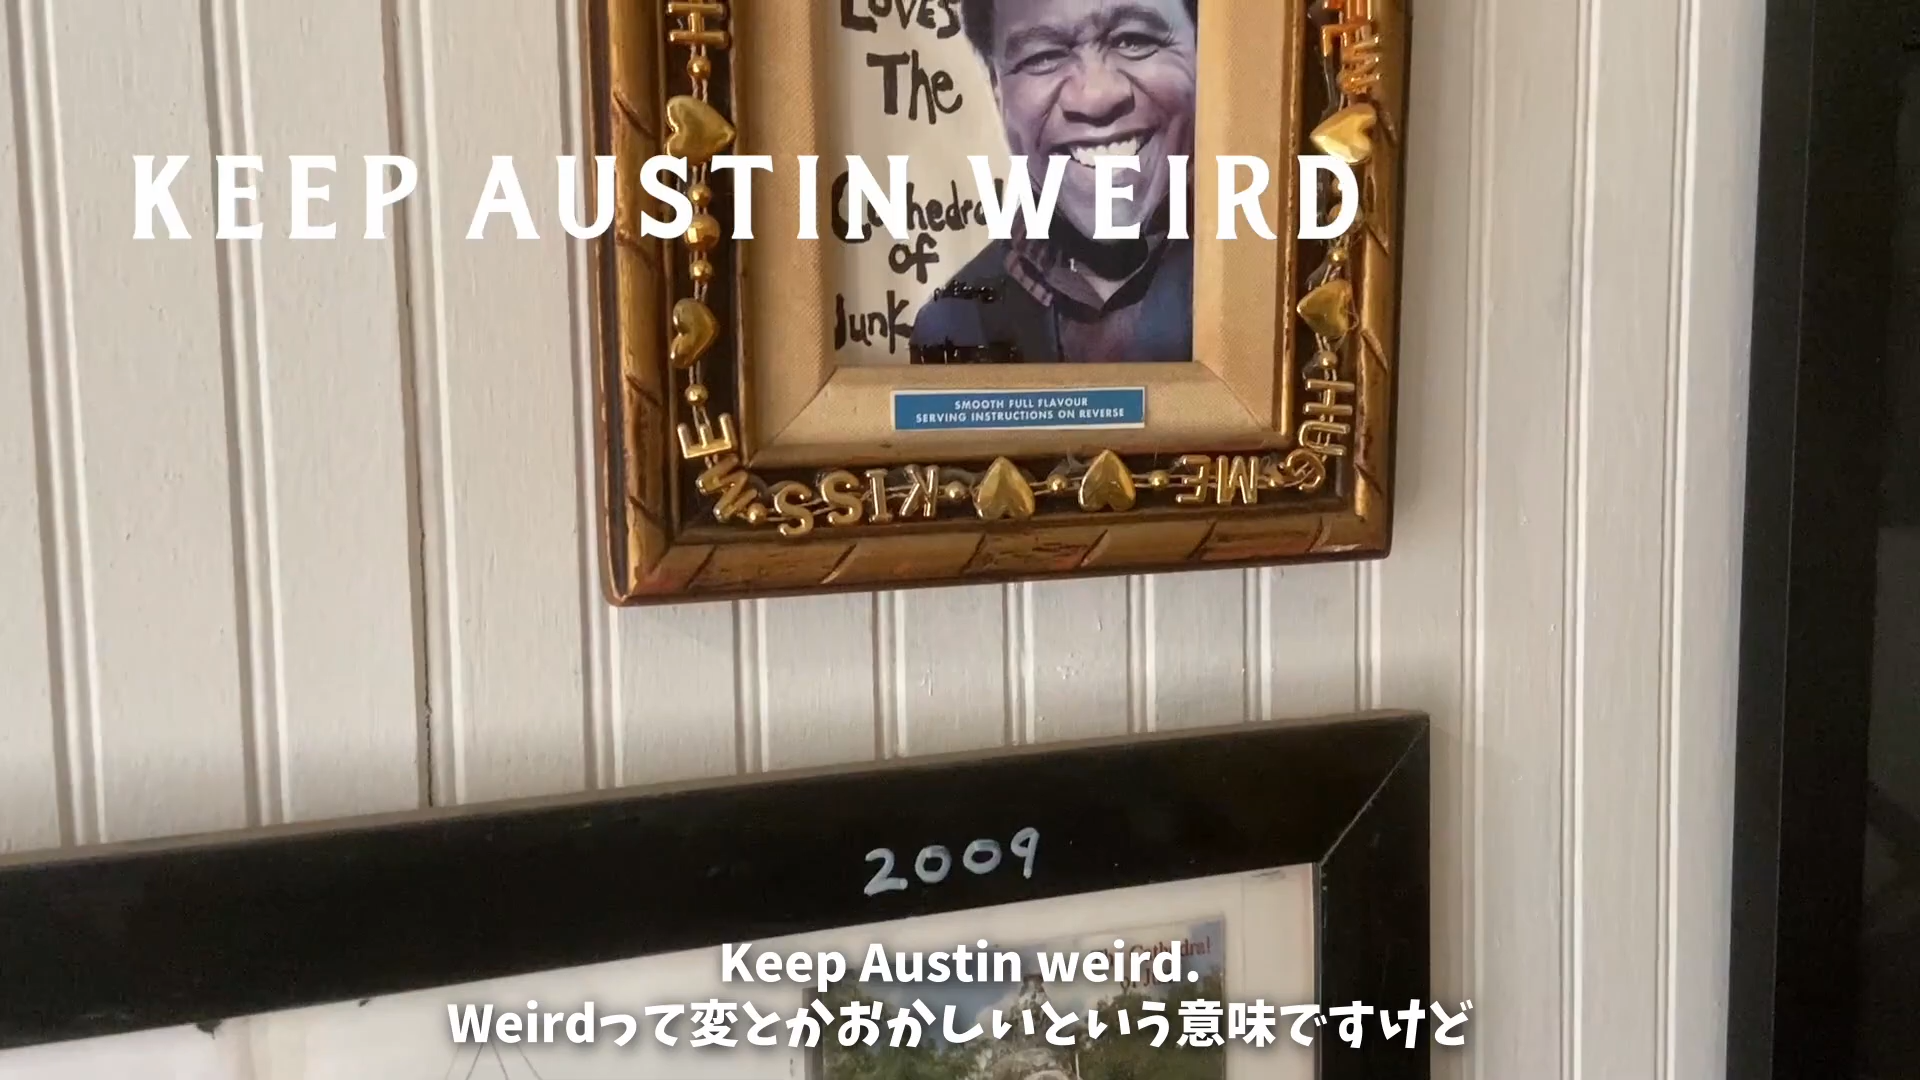 LOVES
The
Cathedral
of
Junk
KEEP AUSTIN WEIRD
SMOOTH FULL FLAVOUR
SERVING INSTRUCTIONS ON REVERSE
HUG ME
KISS ME
2009
Keep Austin weird.
Weirdって変とかおかしいという意味ですけど